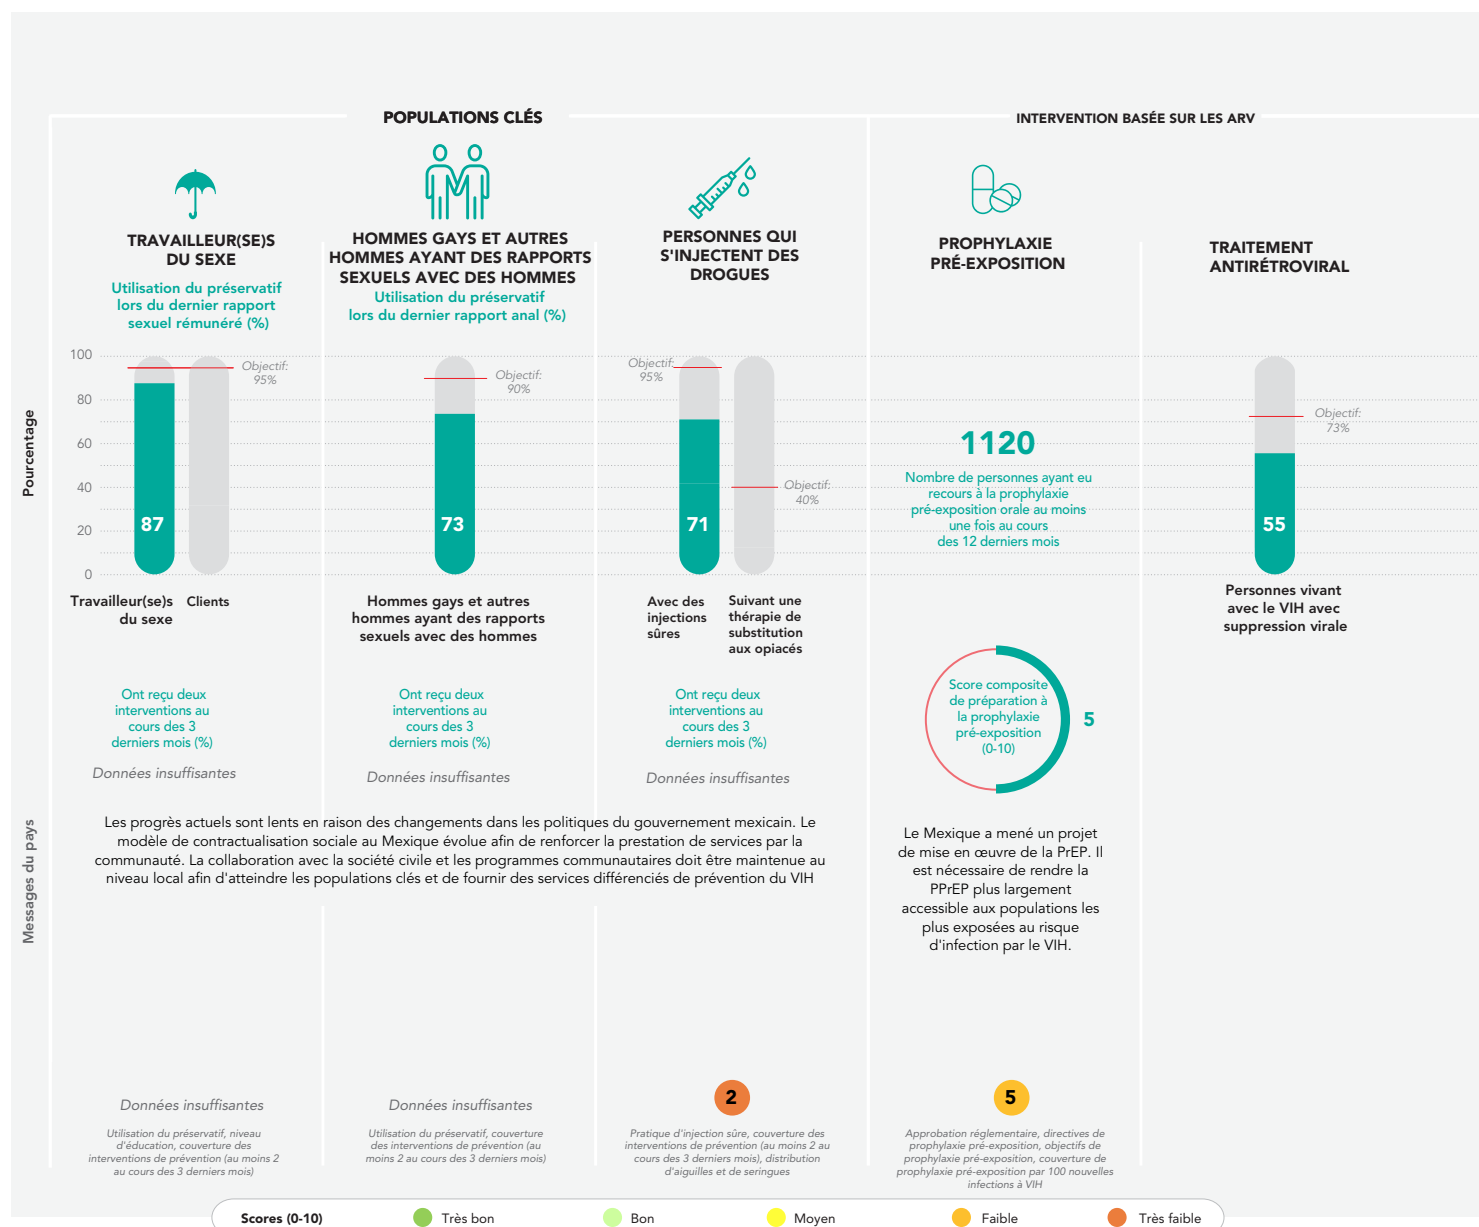 POPULATIONS CLÉS
INTERVENTION BASÉE SUR LES ARV
TRAVAILLEUR(SE)S
DU SEXE
Utilisation du préservatif
lors du dernier rapport
sexuel rémunéré (%)
HOMMES GAYS ET AUTRES
HOMMES AYANT DES RAPPORTS
SEXUELS AVEC DES HOMMES
Utilisation du préservatif
lors du dernier rapport anal (%)
PERSONNES QUI
S'INJECTENT DES
DROGUES
PROPHYLAXIE
PRÉ-EXPOSITION
TRAITEMENT
ANTIRÉTROVIRAL
Pourcentage
100
80
60
40
20
0
Objectif:
95%
87
Travailleur(se)s
du sexe
Clients
Objectif:
90%
73
Hommes gays et autres
hommes ayant des rapports
sexuels avec des hommes
Objectif:
95%
71
Objectif:
40%
Avec des
injections
sûres
Suivant une
thérapie de
substitution
aux opiacés
1120
Nombre de personnes ayant eu
recours à la prophylaxie
pré-exposition orale au moins
une fois au cours
des 12 derniers mois
Objectif:
73%
55
Personnes vivant
avec le VIH avec
suppression virale
Ont reçu deux
interventions au
cours des 3
derniers mois (%)
Données insuffisantes
Ont reçu deux
interventions au
cours des 3
derniers mois (%)
Données insuffisantes
Ont reçu deux
interventions au
cours des 3
derniers mois (%)
Données insuffisantes
Score composite
de préparation à
la prophylaxie
pré-exposition
(0-10)
5
Messages du pays
Les progrès actuels sont lents en raison des changements dans les politiques du gouvernement mexicain. Le
modèle de contractualisation sociale au Mexique évolue afin de renforcer la prestation de services par la
communauté. La collaboration avec la société civile et les programmes communautaires doit être maintenue au
niveau local afin d'atteindre les populations clés et de fournir des services différenciés de prévention du VIH
Le Mexique a mené un projet
de mise en œuvre de la PrEP. Il
est nécessaire de rendre la
PPrEP plus largement
accessible aux populations les
plus exposées au risque
d'infection par le VIH.
Données insuffisantes
Utilisation du préservatif, niveau
d'éducation, couverture des
interventions de prévention (au moins 2
au cours des 3 derniers mois)
Données insuffisantes
Utilisation du préservatif, couverture
des interventions de prévention (au
moins 2 au cours des 3 derniers mois)
2
Pratique d'injection sûre, couverture des
interventions de prévention (au moins 2 au
cours des 3 derniers mois), distribution
d'aiguilles et de seringues
5
Approbation réglementaire, directives de
prophylaxie pré-exposition, objectifs de
prophylaxie pré-exposition, couverture de
prophylaxie pré-exposition par 100 nouvelles
infections à VIH
Scores (0-10)
Très bon
Bon
Moyen
Faible
Très faible